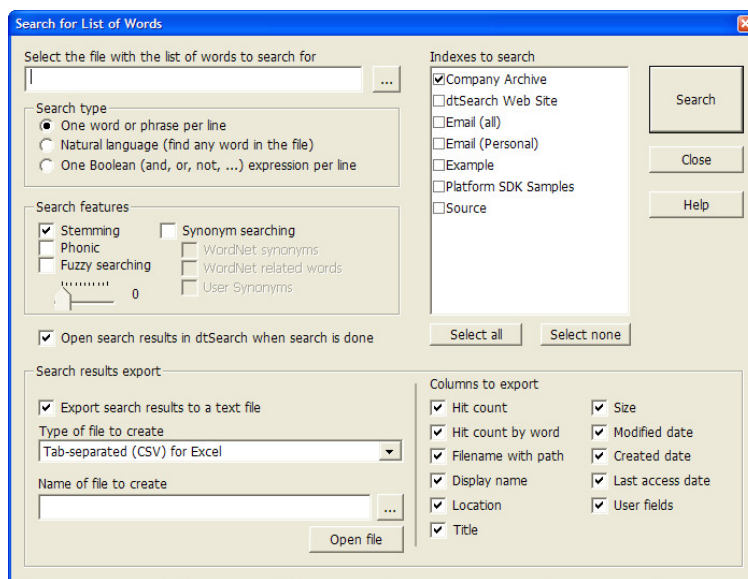 Search for List of Words
Select the file with the list of words to search for
...
Search type
One word or phrase per line
Natural language (find any word in the file)
One Boolean (and, or, not, ...) expression per line
Search features
Stemming
Phonic
Fuzzy searching
0
Synonym searching
WordNet synonyms
WordNet related words
User Synonyms
Open search results in dtSearch when search is done
Indexes to search
Company Archive
dtSearch Web Site
Email (all)
Email (Personal)
Example
Platform SDK Samples
Source
Select all
Select none
Search
Close
Help
Search results export
Export search results to a text file
Type of file to create
Tab-separated (CSV) for Excel
Name of file to create
...
Open file
Columns to export
Hit count
Hit count by word
Filename with path
Display name
Location
Title
Size
Modified date
Created date
Last access date
User fields